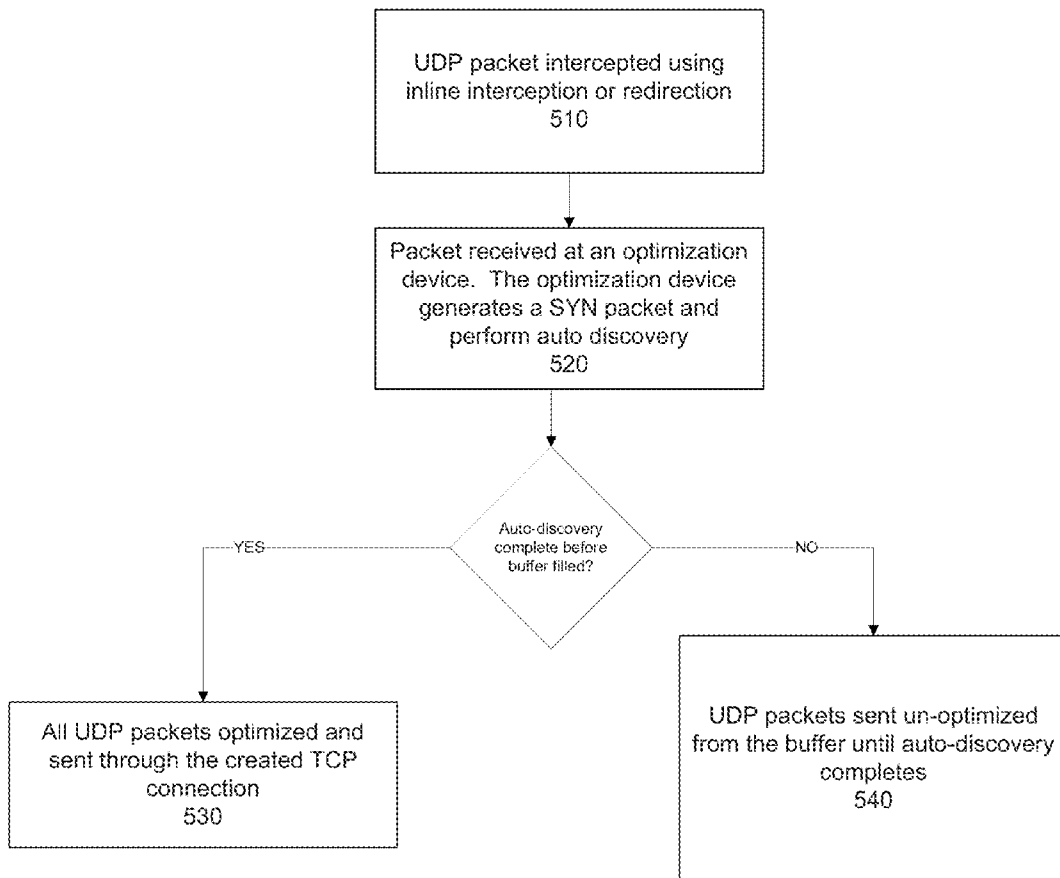 UDP packet intercepted using
inline interception or redirection
510
Packet received at an optimization
device. The optimization device
generates a SYN packet and
perform auto discovery
520
Auto-discovery
complete before
buffer filled?
YES
NO
All UDP packets optimized and
sent through the created TCP
connection
530
UDP packets sent un-optimized
from the buffer until auto-discovery
completes
540